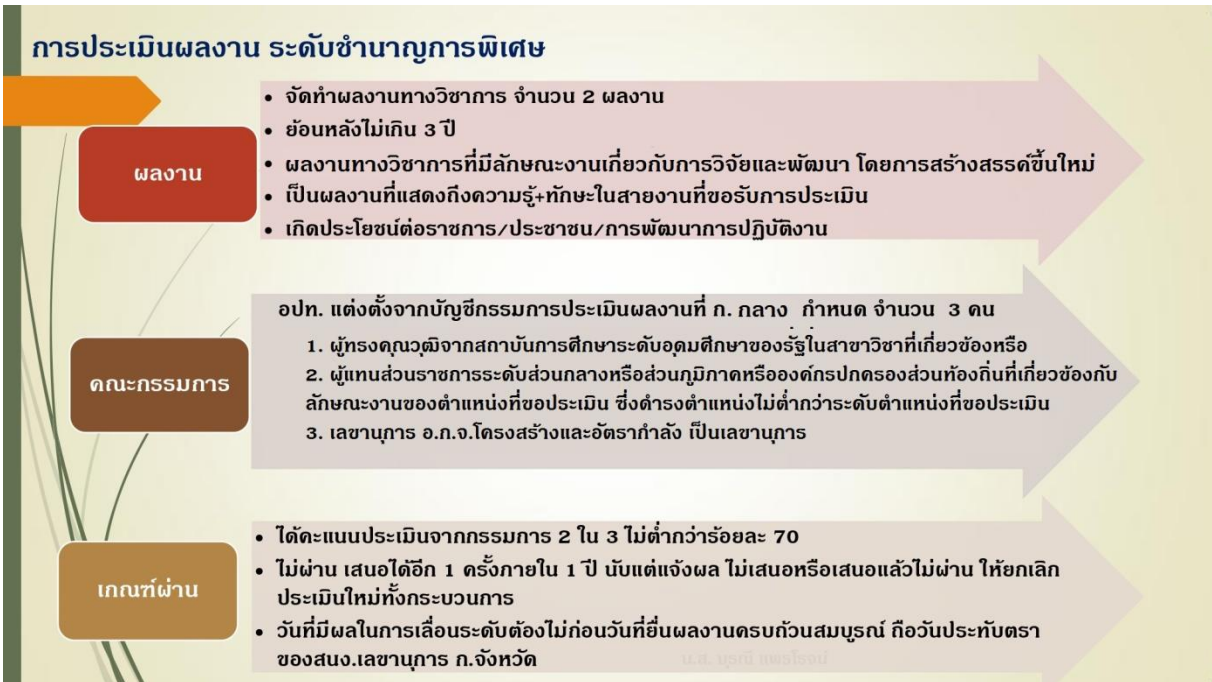 การประเมินผลงาน ระดับชำนาญการพิเศษ
ผลงาน
• จัดทำผลงานทางวิชาการ จำนวน 2 ผลงาน
• ย้อนหลังไม่เกิน 3 ปี
• ผลงานทางวิชาการที่มีลักษณะงานเกี่ยวกับการวิจัยและพัฒนา โดยการสร้างสรรค์ขึ้นใหม่
• เป็นผลงานที่แสดงถึงความรู้+ทักษะในสายงานที่ขอรับการประเมิน
• เกิดประโยชน์ต่อราชการ/ประชาชน/การพัฒนาการปฏิบัติงาน
คณะกรรมการ
อปท. แต่งตั้งจากบัญชีกรรมการประเมินผลงานที่ ก. กลาง กำหนด จำนวน 3 คน
1. ผู้ทรงคุณวุฒิจากสถาบันการศึกษาระดับอุดมศึกษาของรัฐในสาขาวิชาที่เกี่ยวข้องหรือ
2. ผู้แทนส่วนราชการระดับส่วนกลางหรือส่วนภูมิภาคหรือองค์กรปกครองส่วนท้องถิ่นที่เกี่ยวข้องกับ
ลักษณะงานของตำแหน่งที่ขอประเมิน ซึ่งดำรงตำแหน่งไม่ต่ำกว่าระดับตำแหน่งที่ขอประเมิน
3. เลขานุการ อ.ก.จ.โครงสร้างและอัตรากำลัง เป็นเลขานุการ
เกณฑ์ผ่าน
• ได้คะแนนประเมินจากกรรมการ 2 ใน 3 ไม่ต่ำกว่าร้อยละ 70
• ไม่ผ่าน เสนอได้อีก 1 ครั้งภายใน 1 ปี นับแต่แจ้งผล ไม่เสนอหรือเสนอแล้วไม่ผ่าน ให้ยกเลิก
ประเมินใหม่ทั้งกระบวนการ
• วันที่มีผลในการเลื่อนระดับต้องไม่ก่อนวันที่ยื่นผลงานครบถ้วนสมบูรณ์ ถือวันประทับตรา
ของสนง.เลขานุการ ก.จังหวัด